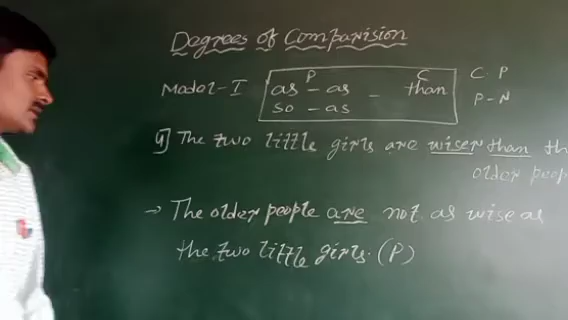 Degrees of Comparision
P C C. P
Model-I as - as - than
so - as P-N
4] The two little girls are wiser than th
older peop
→ The older people are not as wise as
the two little girls. (P)